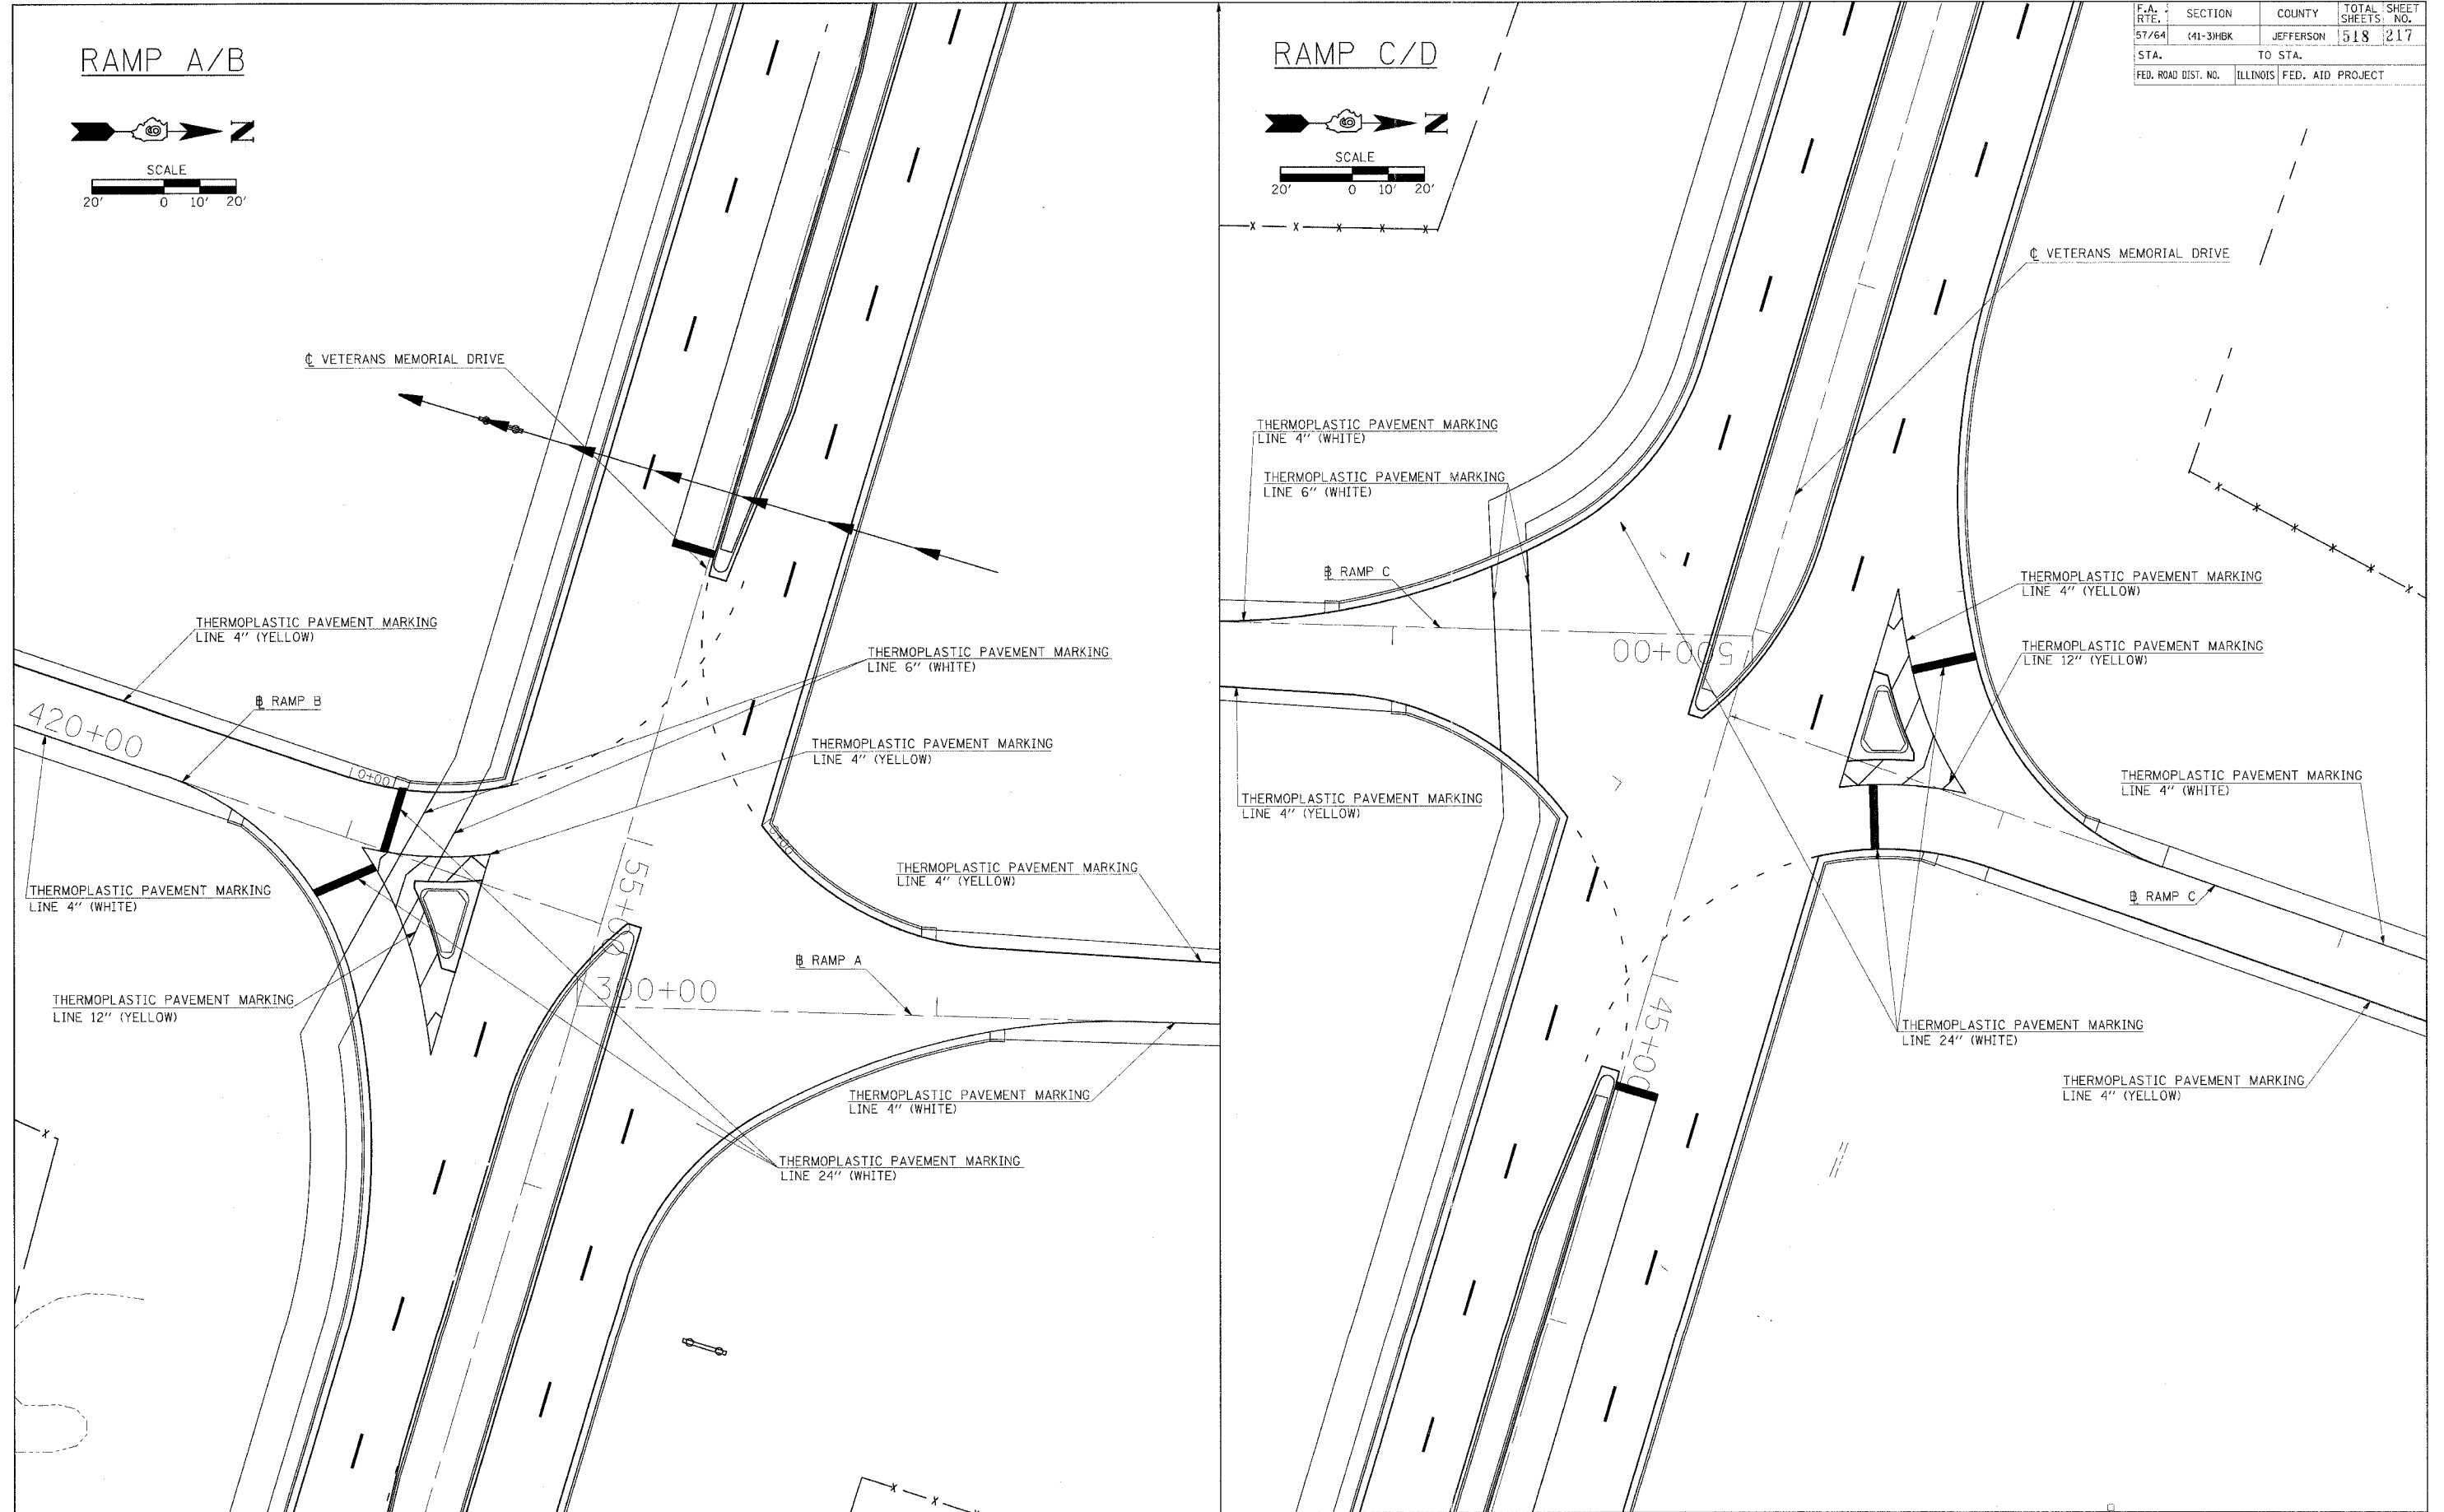 F.A. RTE. SECTION COUNTY TOTAL SHEETS SHEET NO.
57/64 (41-3)HBK JEFFERSON 518 217
STA. TO STA.
FED. ROAD DIST. NO. ILLINOIS FED. AID PROJECT
RAMP A/B
N
SCALE
20' 0 10' 20'
℄ VETERANS MEMORIAL DRIVE
THERMOPLASTIC PAVEMENT MARKING
LINE 4" (YELLOW)
THERMOPLASTIC PAVEMENT MARKING
LINE 6" (WHITE)
RAMP B
420+00
THERMOPLASTIC PAVEMENT MARKING
LINE 4" (YELLOW)
THERMOPLASTIC PAVEMENT MARKING
LINE 4" (YELLOW)
55+00
THERMOPLASTIC PAVEMENT MARKING
LINE 4" (WHITE)
RAMP A
300+00
THERMOPLASTIC PAVEMENT MARKING
LINE 12" (YELLOW)
THERMOPLASTIC PAVEMENT MARKING
LINE 4" (WHITE)
THERMOPLASTIC PAVEMENT MARKING
LINE 24" (WHITE)
RAMP C/D
N
SCALE
20' 0 10' 20'
℄ VETERANS MEMORIAL DRIVE
THERMOPLASTIC PAVEMENT MARKING
LINE 4" (WHITE)
THERMOPLASTIC PAVEMENT MARKING
LINE 6" (WHITE)
RAMP C
500+00
THERMOPLASTIC PAVEMENT MARKING
LINE 4" (YELLOW)
THERMOPLASTIC PAVEMENT MARKING
LINE 12" (YELLOW)
THERMOPLASTIC PAVEMENT MARKING
LINE 4" (YELLOW)
THERMOPLASTIC PAVEMENT MARKING
LINE 4" (WHITE)
RAMP C
45+00
THERMOPLASTIC PAVEMENT MARKING
LINE 24" (WHITE)
THERMOPLASTIC PAVEMENT MARKING
LINE 4" (YELLOW)